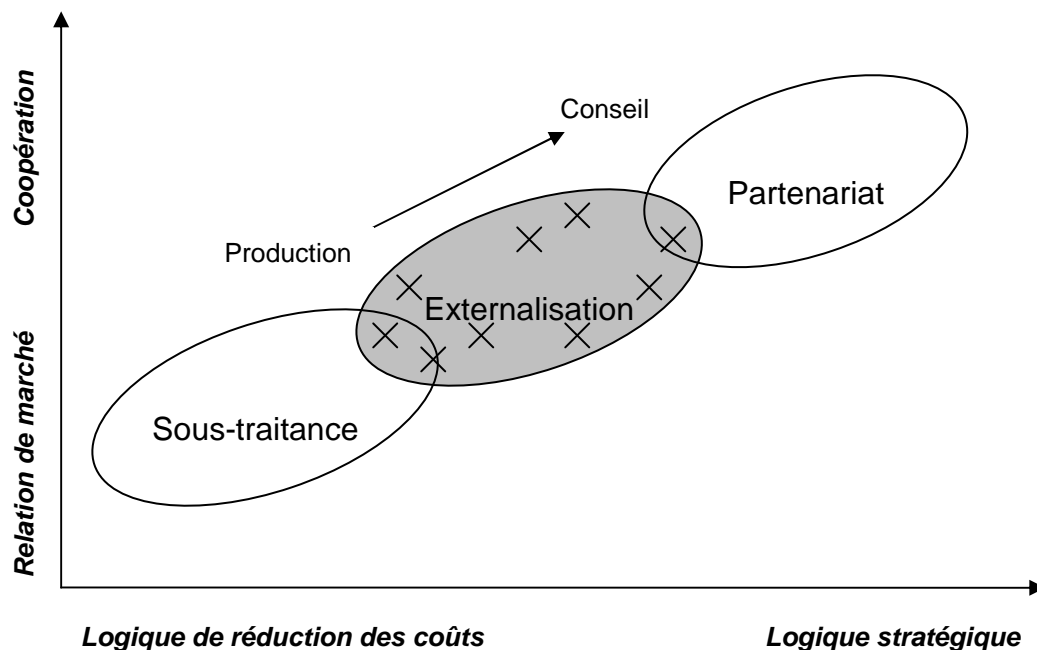 Coopération
Conseil
Partenariat
Production
Externalisation
Relation de marché
Sous-traitance
Logique de réduction des coûts
Logique stratégique